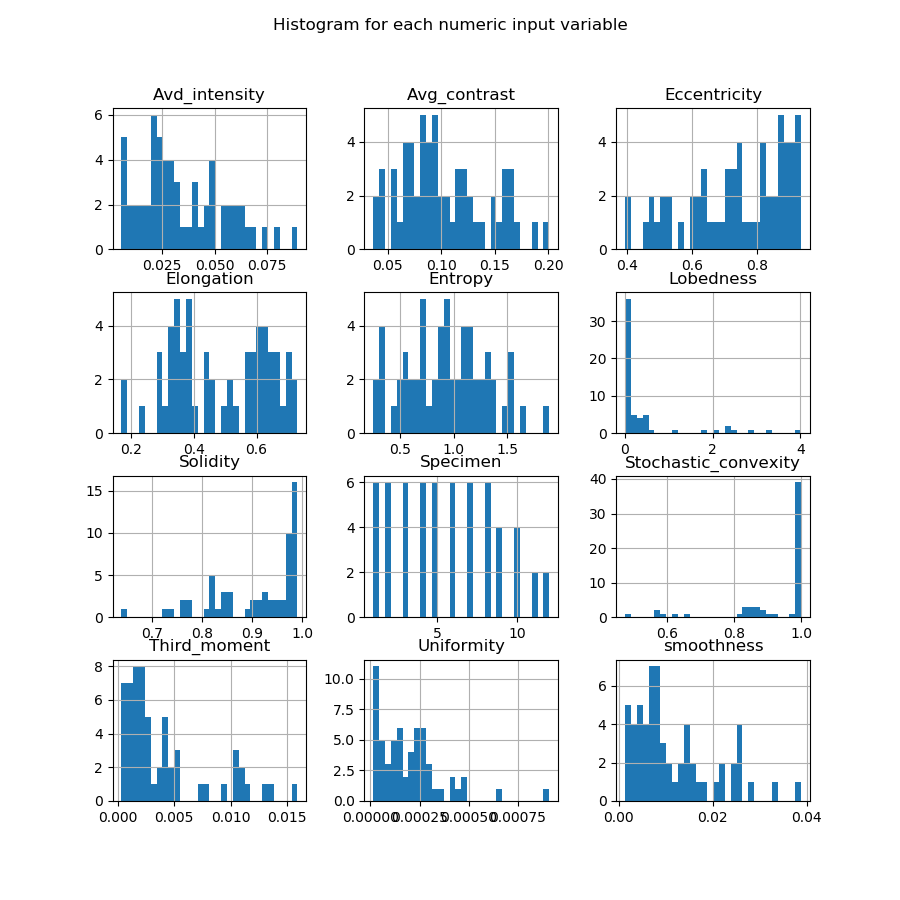 Histogram for each numeric input variable
Avd_intensity
Avg_contrast
Eccentricity
6
4
2
0
0.025 0.050 0.075
4
2
0
0.05 0.10 0.15 0.20
4
2
0
0.4 0.6 0.8
Elongation
Entropy
Lobedness
4
2
0
0.2 0.4 0.6
4
2
0
0.5 1.0 1.5
30
20
10
0
0 2 4
Solidity
Specimen
Stochastic_convexity
15
10
5
0
0.7 0.8 0.9 1.0
6
4
2
0
5 10
40
30
20
10
0
0.6 0.8 1.0
Third_moment
Uniformity
smoothness
8
6
4
2
0
0.000 0.005 0.010 0.015
10.0
7.5
5.0
2.5
0.0
0.00000 0.00025 0.00050 0.00075
6
4
2
0
0.00 0.02 0.04